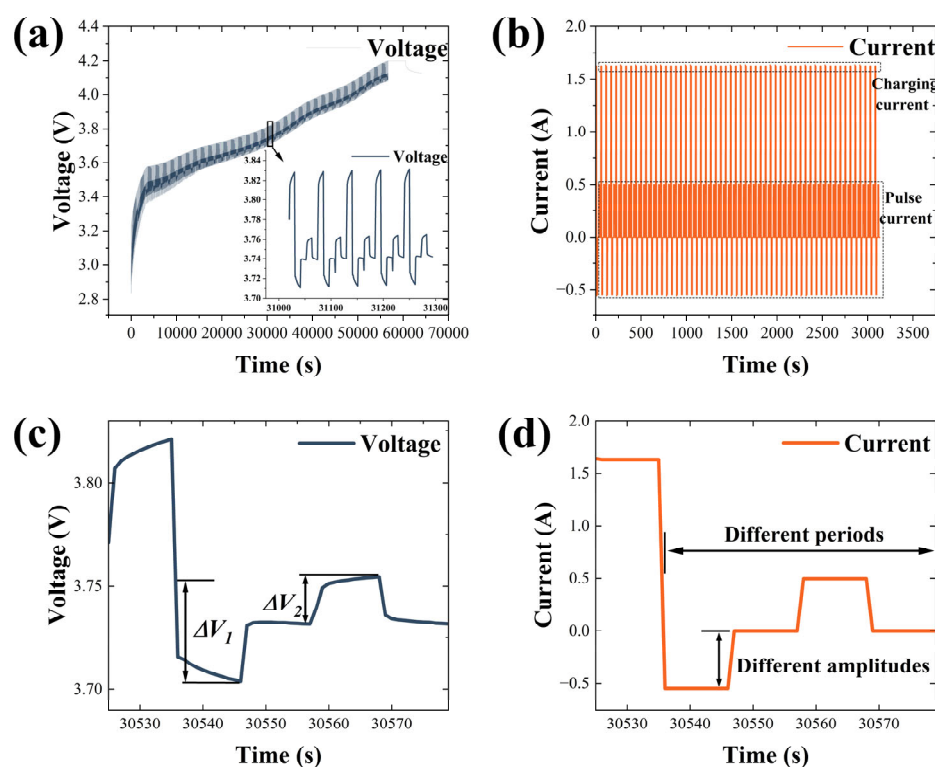 (a)
Voltage
4.4
4.2
4.0
3.8
3.6
3.4
3.2
3.0
2.8
Voltage (V)
0 10000 20000 30000 40000 50000 60000 70000
Time (s)
Voltage
3.84
3.82
3.80
3.78
3.76
3.74
3.72
3.70
31000 31100 31200 31300
(b)
Current
Charging
current
Pulse
current
2.0
1.5
1.0
0.5
0.0
−0.5
Current (A)
0 500 1000 1500 2000 2500 3000 3500
Time (s)
(c)
Voltage
3.80
3.75
3.70
Voltage (V)
ΔV1
ΔV2
30530 30540 30550 30560 30570
Time (s)
(d)
Current
2.0
1.5
1.0
0.5
0.0
−0.5
Current (A)
Different periods
Different amplitudes
30530 30540 30550 30560 30570
Time (s)